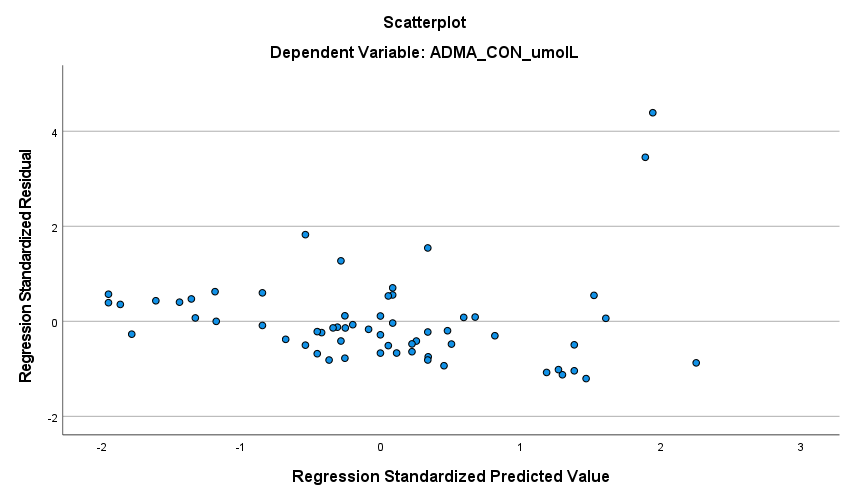 Scatterplot
Dependent Variable: ADMA_CON_umolL
Regression Standardized Residual
4
2
0
-2
-2 -1 0 1 2 3
Regression Standardized Predicted Value